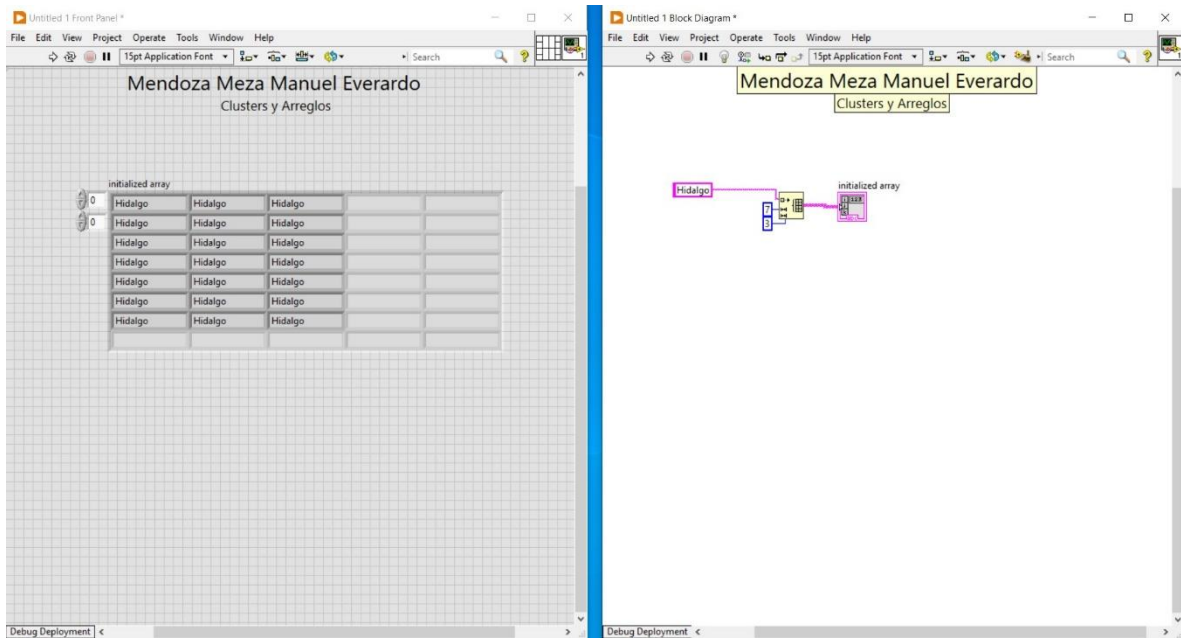 Untitled 1 Front Panel *
File Edit View Project Operate Tools Window Help
15pt Application Font
Search
Mendoza Meza Manuel Everardo
Clusters y Arreglos
initialized array
0 Hidalgo Hidalgo Hidalgo
0 Hidalgo Hidalgo Hidalgo
Hidalgo Hidalgo Hidalgo
Hidalgo Hidalgo Hidalgo
Hidalgo Hidalgo Hidalgo
Hidalgo Hidalgo Hidalgo
Hidalgo Hidalgo Hidalgo
Debug Deployment
Untitled 1 Block Diagram *
File Edit View Project Operate Tools Window Help
15pt Application Font
Search
1
Mendoza Meza Manuel Everardo
Clusters y Arreglos
Hidalgo
initialized array
7
3
Debug Deployment